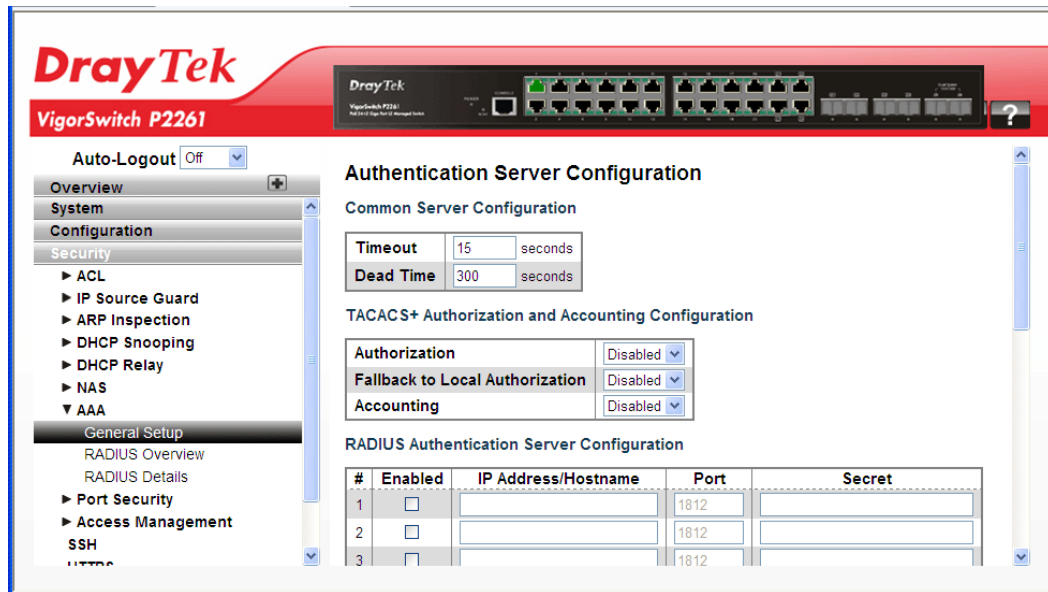 DrayTek
VigorSwitch P2261
DrayTek
VigorSwitch P2261
?
Auto-Logout Off
Overview
System
Configuration
Security
ACL
IP Source Guard
ARP Inspection
DHCP Snooping
DHCP Relay
NAS
AAA
General Setup
RADIUS Overview
RADIUS Details
Port Security
Access Management
SSH
Authentication Server Configuration
Common Server Configuration
Timeout 15 seconds
Dead Time 300 seconds
TACACS+ Authorization and Accounting Configuration
Authorization Disabled
Fallback to Local Authorization Disabled
Accounting Disabled
RADIUS Authentication Server Configuration
# Enabled IP Address/Hostname Port Secret
1 1812
2 1812
3 1812